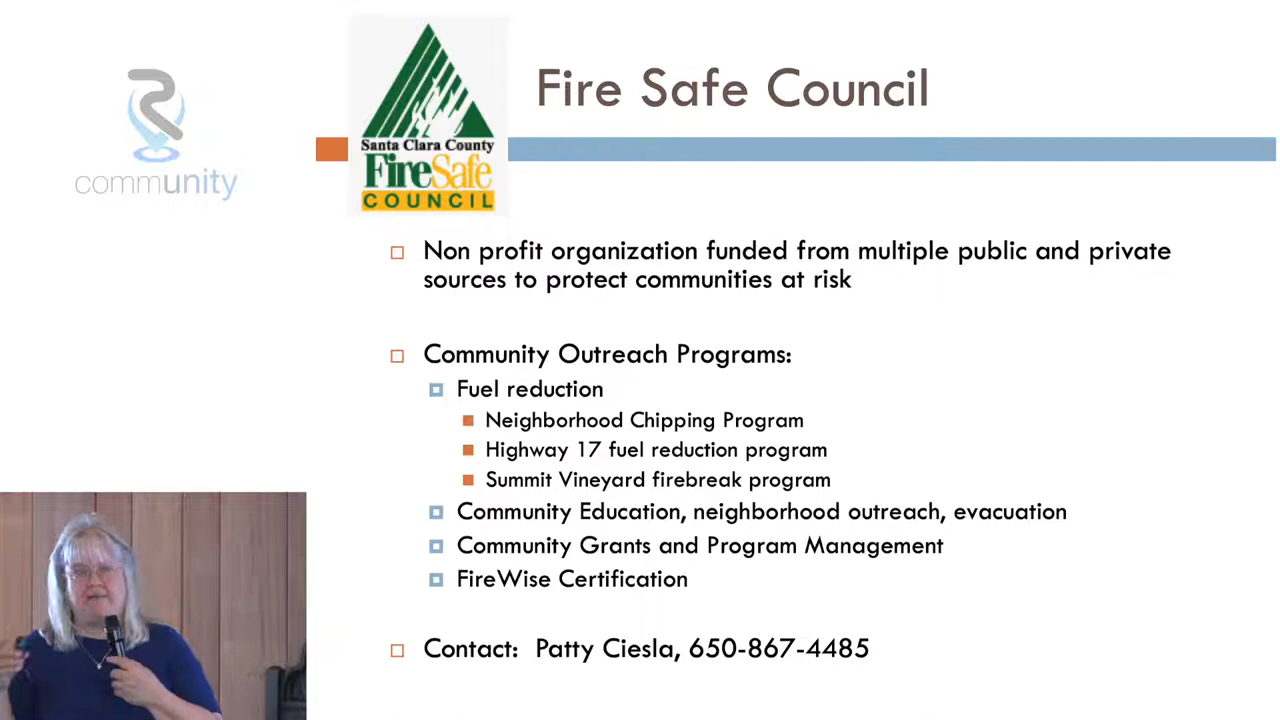 commUNITY
Fire Safe Council
Santa Clara County
FireSafe
COUNCIL
Non profit organization funded from multiple public and private
sources to protect communities at risk
Community Outreach Programs:
Fuel reduction
Neighborhood Chipping Program
Highway 17 fuel reduction program
Summit Vineyard firebreak program
Community Education, neighborhood outreach, evacuation
Community Grants and Program Management
FireWise Certification
Contact: Patty Ciesla, 650-867-4485